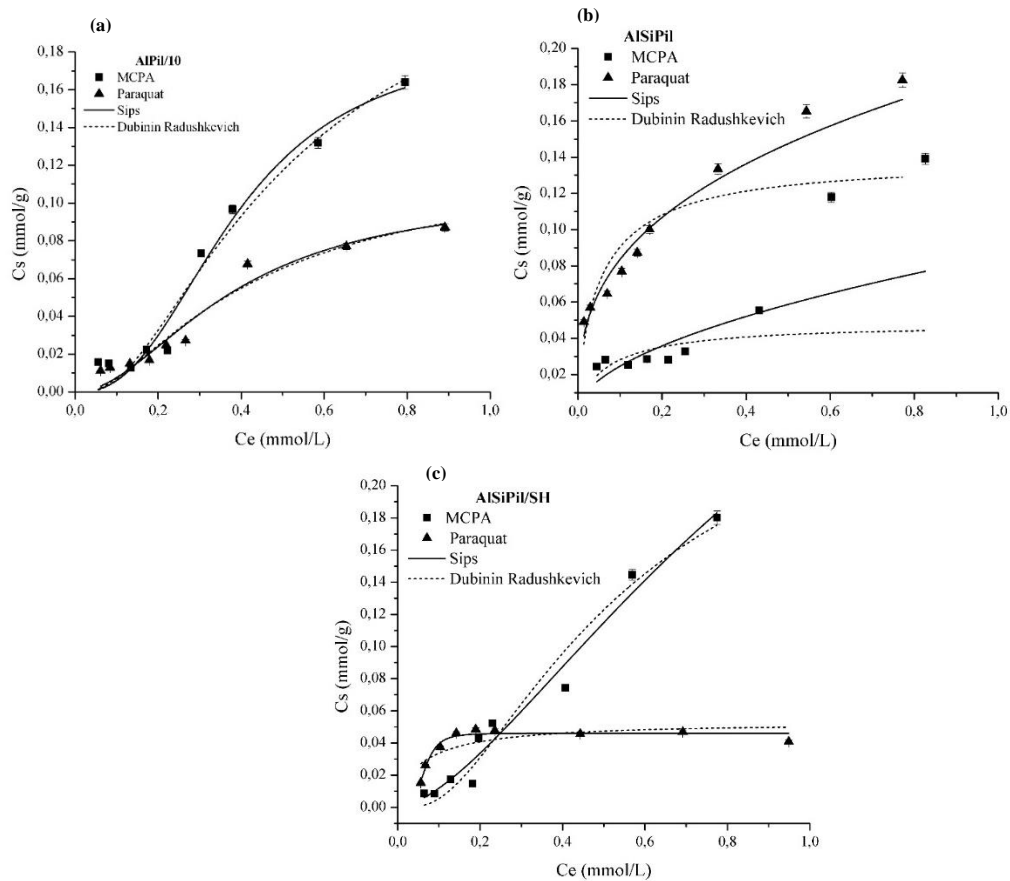 (a)
AlPil/10
MCPA
Paraquat
Sips
Dubinin Radushkevich
0,18
0,16
0,14
0,12
0,10
0,08
0,06
0,04
0,02
0,00
Cs (mmol/g)
0,0 0,2 0,4 0,6 0,8 1,0
Ce (mmol/L)
(b)
AlSiPil
MCPA
Paraquat
Sips
Dubinin Radushkevich
0,20
0,18
0,16
0,14
0,12
0,10
0,08
0,06
0,04
0,02
Cs (mmol/g)
0,0 0,2 0,4 0,6 0,8 1,0
Ce (mmol/L)
(c)
AlSiPil/SH
MCPA
Paraquat
Sips
Dubinin Radushkevich
0,20
0,18
0,16
0,14
0,12
0,10
0,08
0,06
0,04
0,02
0,00
Cs (mmol/g)
0,0 0,2 0,4 0,6 0,8 1,0
Ce (mmol/L)